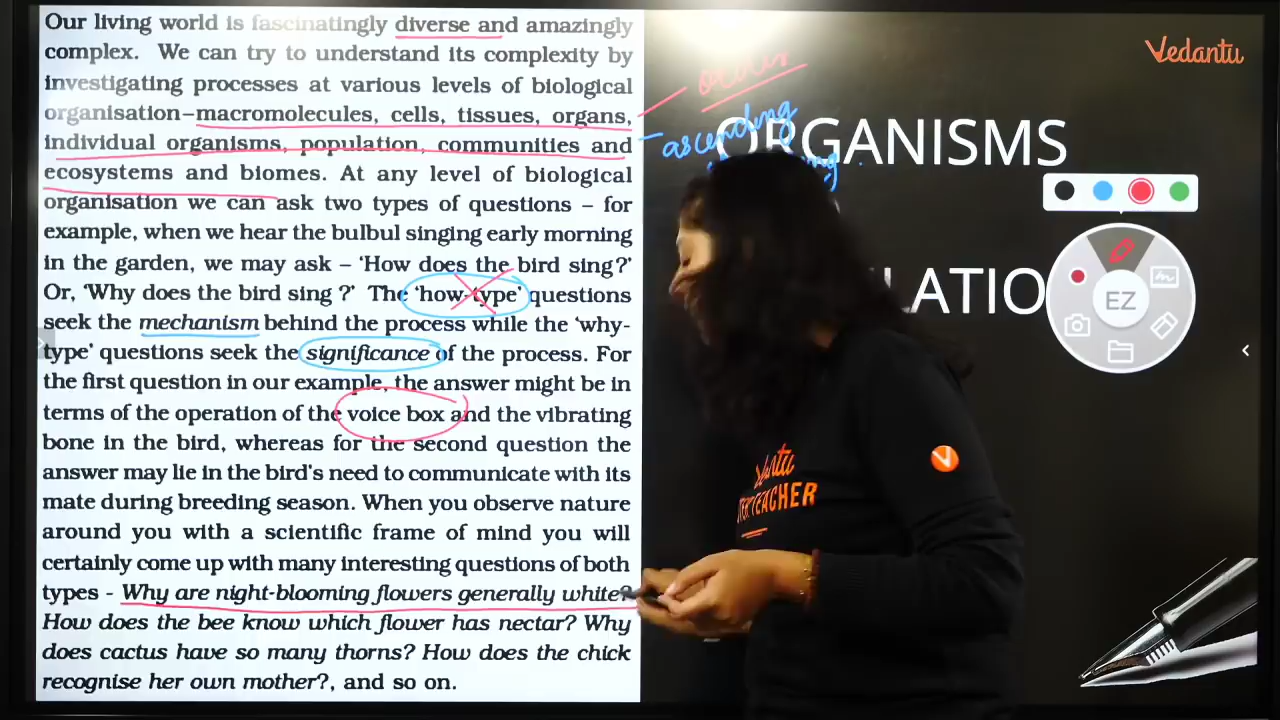 Our living world is fascinatingly diverse and amazingly
complex. We can try to understand its complexity by
investigating processes at various levels of biological
organisation–macromolecules, cells, tissues, organs,
individual organisms, population, communities and
ecosystems and biomes. At any level of biological
organisation we can ask two types of questions – for
example, when we hear the bulbul singing early morning
in the garden, we may ask – ‘How does the bird sing?’
Or, ‘Why does the bird sing ?’ The ‘how-type’ questions
seek the mechanism behind the process while the ‘why-
type’ questions seek the significance of the process. For
the first question in our example, the answer might be in
terms of the operation of the voice box and the vibrating
bone in the bird, whereas for the second question the
answer may lie in the bird's need to communicate with its
mate during breeding season. When you observe nature
around you with a scientific frame of mind you will
certainly come up with many interesting questions of both
types - Why are night-blooming flowers generally white?
How does the bee know which flower has nectar? Why
does cactus have so many thorns? How does the chick
recognise her own mother?, and so on.
Vedantu
ascending
ORGANISMS
EZ
TEACHER